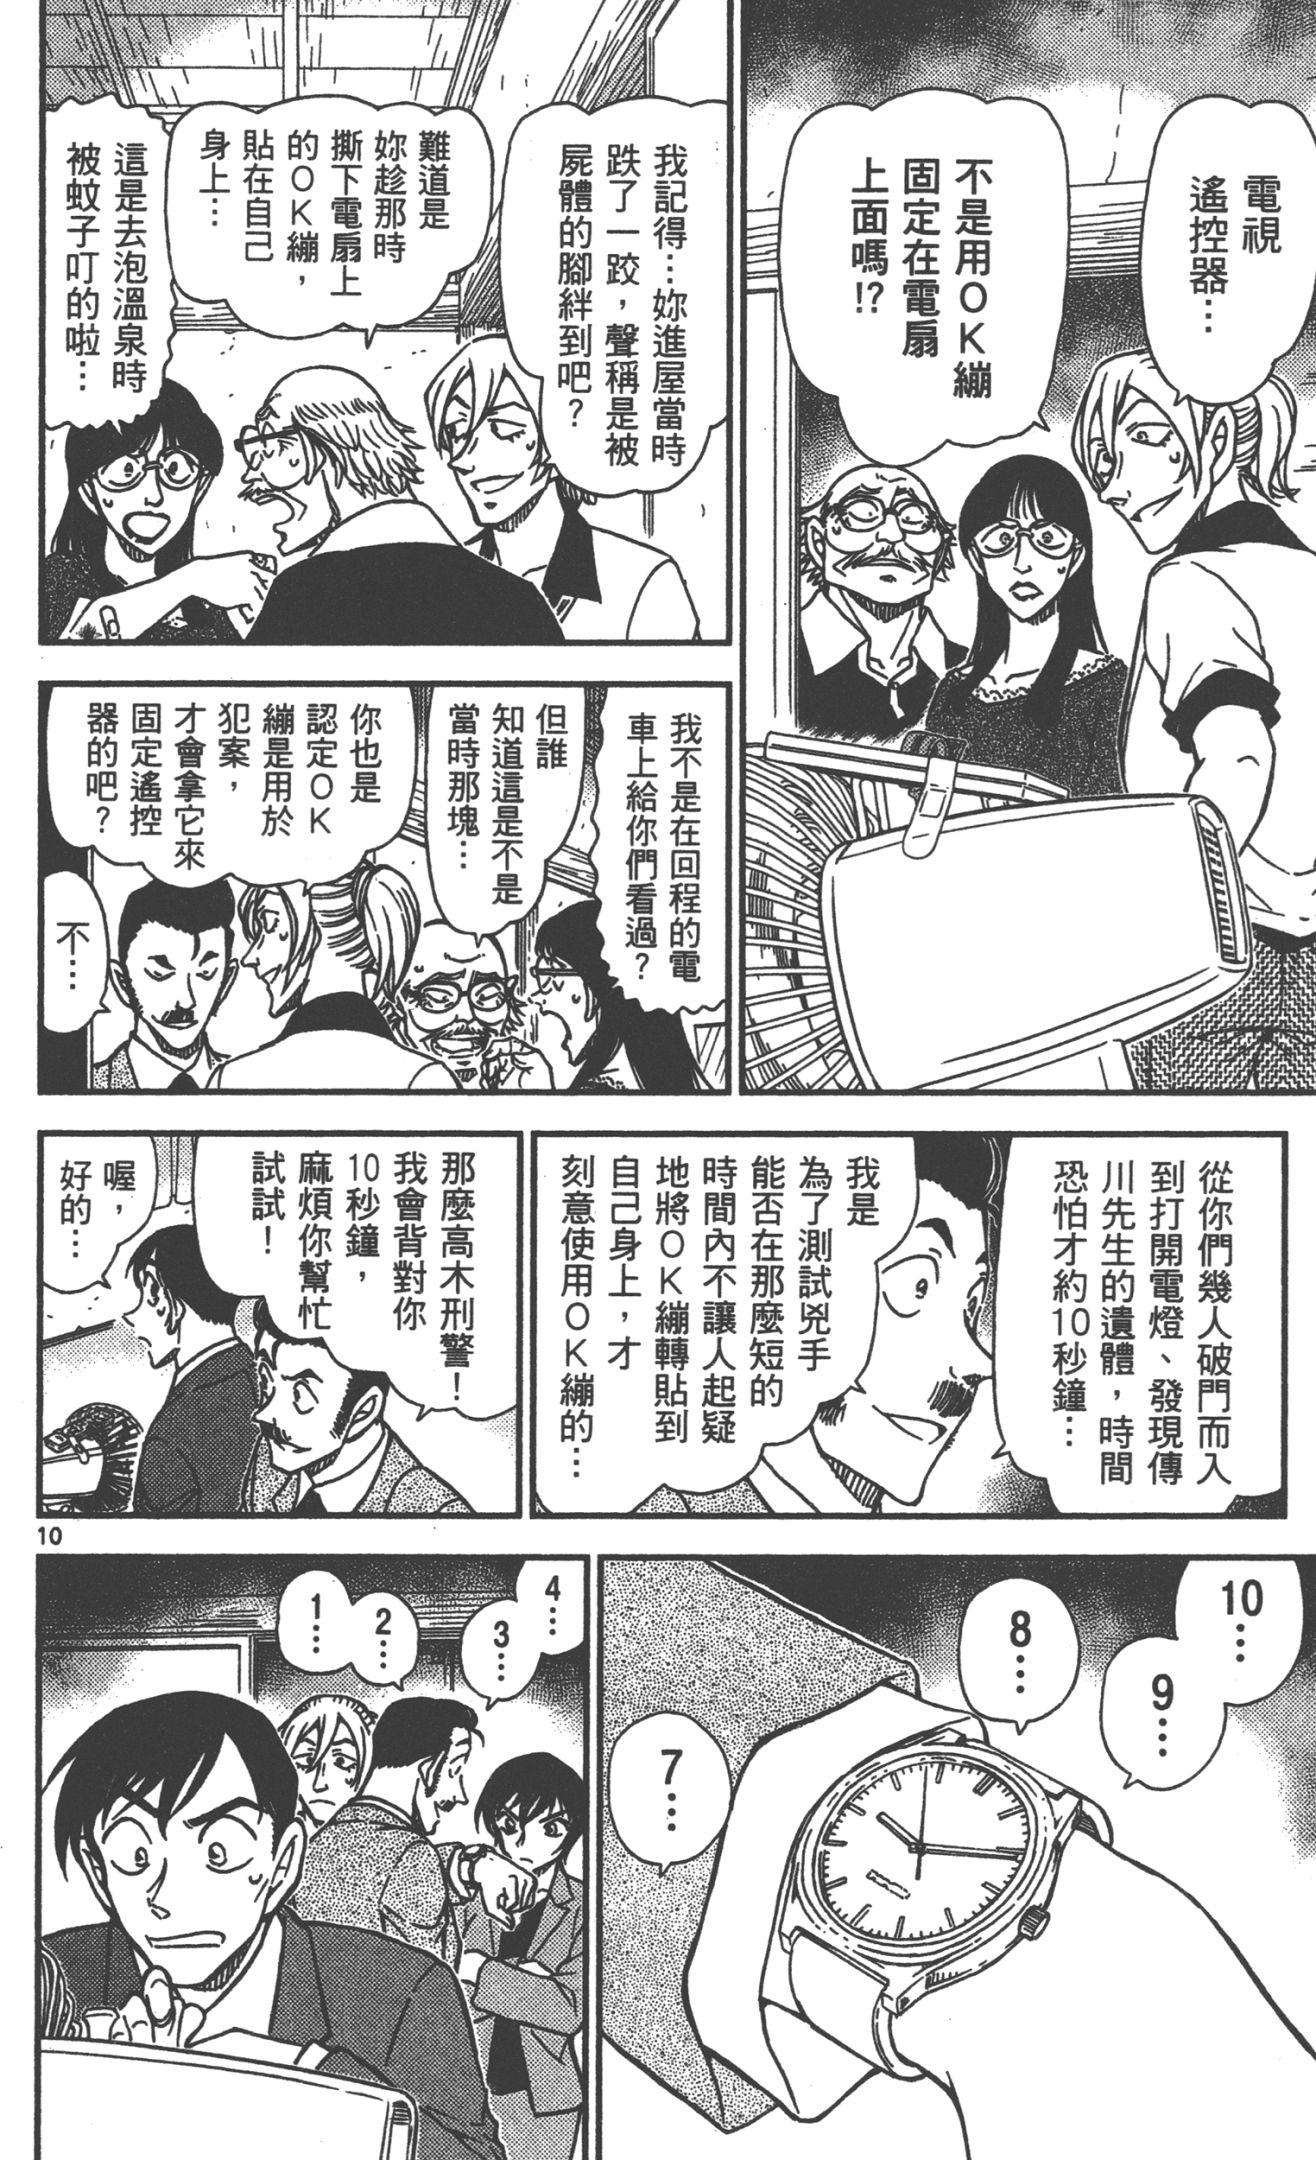 電視
遙控器…
不是用ＯＫ繃
固定在電扇
上面嗎!?
我記得…妳進屋當時
跌了一跤，聲稱是被
屍體的腳絆到吧？
難道是
妳趁那時
撕下電扇上
的ＯＫ繃，
貼在自己
身上…
這是去泡溫泉時
被蚊子叮的啦…
我不是在回程的電
車上給你們看過？
但誰
知道這是不是
當時那塊…
你也是
認定ＯＫ
繃是用於
犯案，
才會拿它來
固定遙控
器的吧？
不…
從你們幾人破門而入
到打開電燈、發現傳
川先生的遺體，時間
恐怕才約10秒鐘…
我是
為了測試兇手
能否在那麼短的
時間內不讓人起疑
地將ＯＫ繃轉貼到
自己身上，才
刻意使用ＯＫ繃的…
那麼高木刑警！
我會背對你
10秒鐘，
麻煩你幫忙
試試！
喔，
好的…
10
10…
9…
8…
7…
4…
3…
2…
1…